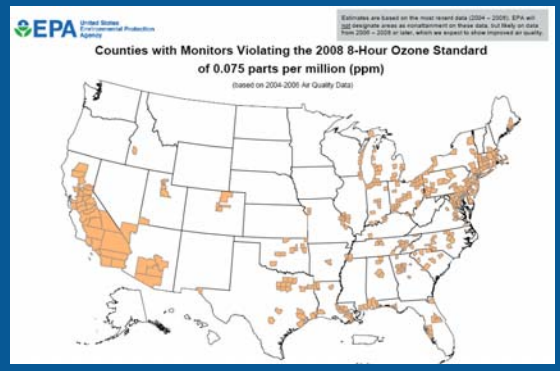 EPA United States
Environmental Protection
Agency
Estimates are based on the most recent data (2004 – 2006). EPA will
not designate areas as nonattainment on these data, but likely on data
from 2006 – 2008 or later, which we expect to show improved air quality.
Counties with Monitors Violating the 2008 8-Hour Ozone Standard
of 0.075 parts per million (ppm)
(based on 2004-2006 Air Quality Data)